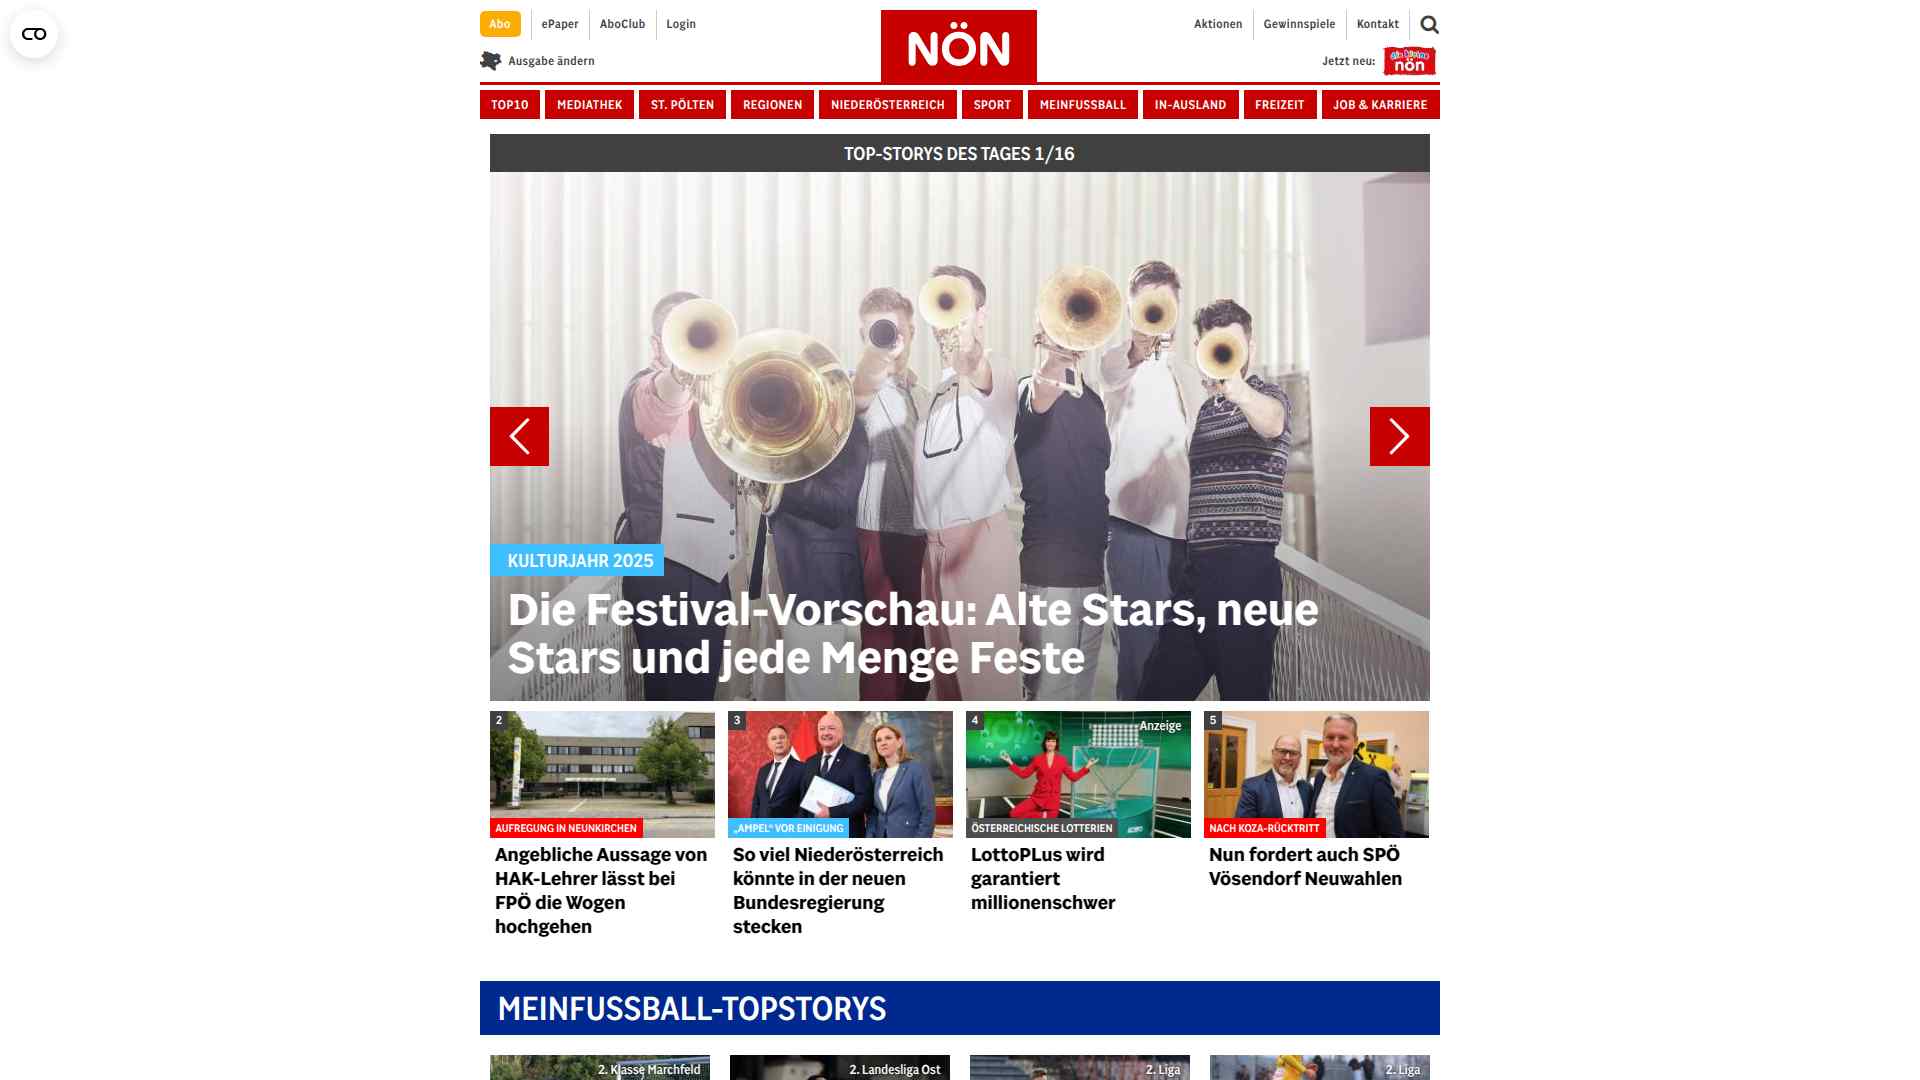 Abo
ePaper
AboClub
Login
NÖN
Aktionen
Gewinnspiele
Kontakt
Ausgabe ändern
Jetzt neu:
die kleine
nön
TOP10
MEDIATHEK
ST. PÖLTEN
REGIONEN
NIEDERÖSTERREICH
SPORT
MEINFUSSBALL
IN-AUSLAND
FREIZEIT
JOB & KARRIERE
TOP-STORYS DES TAGES 1/16
KULTURJAHR 2025
Die Festival-Vorschau: Alte Stars, neue
Stars und jede Menge Feste
2
AUFREGUNG IN NEUNKIRCHEN
Angebliche Aussage von
HAK-Lehrer lässt bei
FPÖ die Wogen
hochgehen
3
„AMPEL“ VOR EINIGUNG
So viel Niederösterreich
könnte in der neuen
Bundesregierung
stecken
4
Anzeige
ÖSTERREICHISCHE LOTTERIEN
LottoPLus wird
garantiert
millionenschwer
5
NACH KOZA-RÜCKTRITT
Nun fordert auch SPÖ
Vösendorf Neuwahlen
MEINFUSSBALL-TOPSTORYS
2. Klasse Marchfeld
2. Landesliga Ost
2. Liga
2. Liga